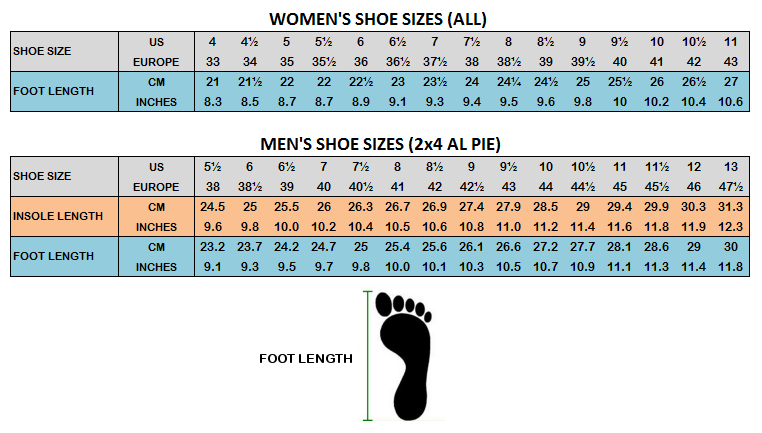 WOMEN'S SHOE SIZES (ALL)
SHOE SIZE US 4 4½ 5 5½ 6 6½ 7 7½ 8 8½ 9 9½ 10 10½ 11
EUROPE 33 34 35 35½ 36 36½ 37½ 38 38½ 39 39½ 40 41 42 43
FOOT LENGTH CM 21 21½ 22 22 22½ 23 23½ 24 24¼ 24½ 25 25½ 26 26½ 27
INCHES 8.3 8.5 8.7 8.7 8.9 9.1 9.3 9.4 9.5 9.6 9.8 10 10.2 10.4 10.6
MEN'S SHOE SIZES (2x4 AL PIE)
SHOE SIZE US 5½ 6 6½ 7 7½ 8 8½ 9 9½ 10 10½ 11 11½ 12 13
EUROPE 38 38½ 39 40 40½ 41 42 42½ 43 44 44½ 45 45½ 46 47½
INSOLE LENGTH CM 24.5 25 25.5 26 26.3 26.7 26.9 27.4 27.9 28.5 29 29.4 29.9 30.3 31.3
INCHES 9.6 9.8 10.0 10.2 10.4 10.5 10.6 10.8 11.0 11.2 11.4 11.6 11.8 11.9 12.3
FOOT LENGTH CM 23.2 23.7 24.2 24.7 25 25.4 25.6 26.1 26.6 27.2 27.7 28.1 28.6 29 30
INCHES 9.1 9.3 9.5 9.7 9.8 10.0 10.1 10.3 10.5 10.7 10.9 11.1 11.3 11.4 11.8
FOOT LENGTH